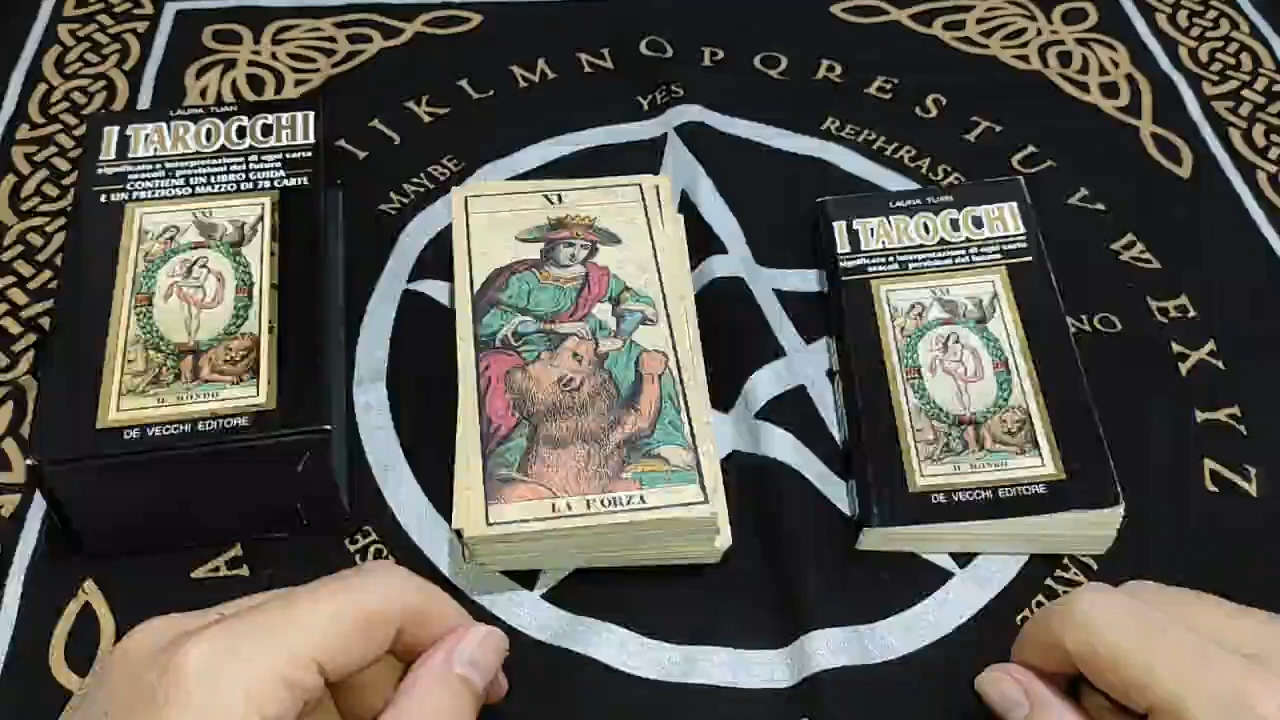 I J K L M N O P Q R E S T U V W E X Y Z
YES
MAYBE
REPHRASE
NO
LAURA TUAN
I TAROCCHI
significato e interpretazione di ogni carta
oracoli - previsioni del futuro
CONTIENE UN LIBRO GUIDA
E UN PREZIOSO MAZZO DI 78 CARTE
XXI
IL MONDO
DE VECCHI EDITORE
LA FORZA
LAURA TUAN
I TAROCCHI
significato e interpretazione di ogni carta
oracoli - previsioni del futuro
XXI
IL MONDO
DE VECCHI EDITORE
A
MAYBE